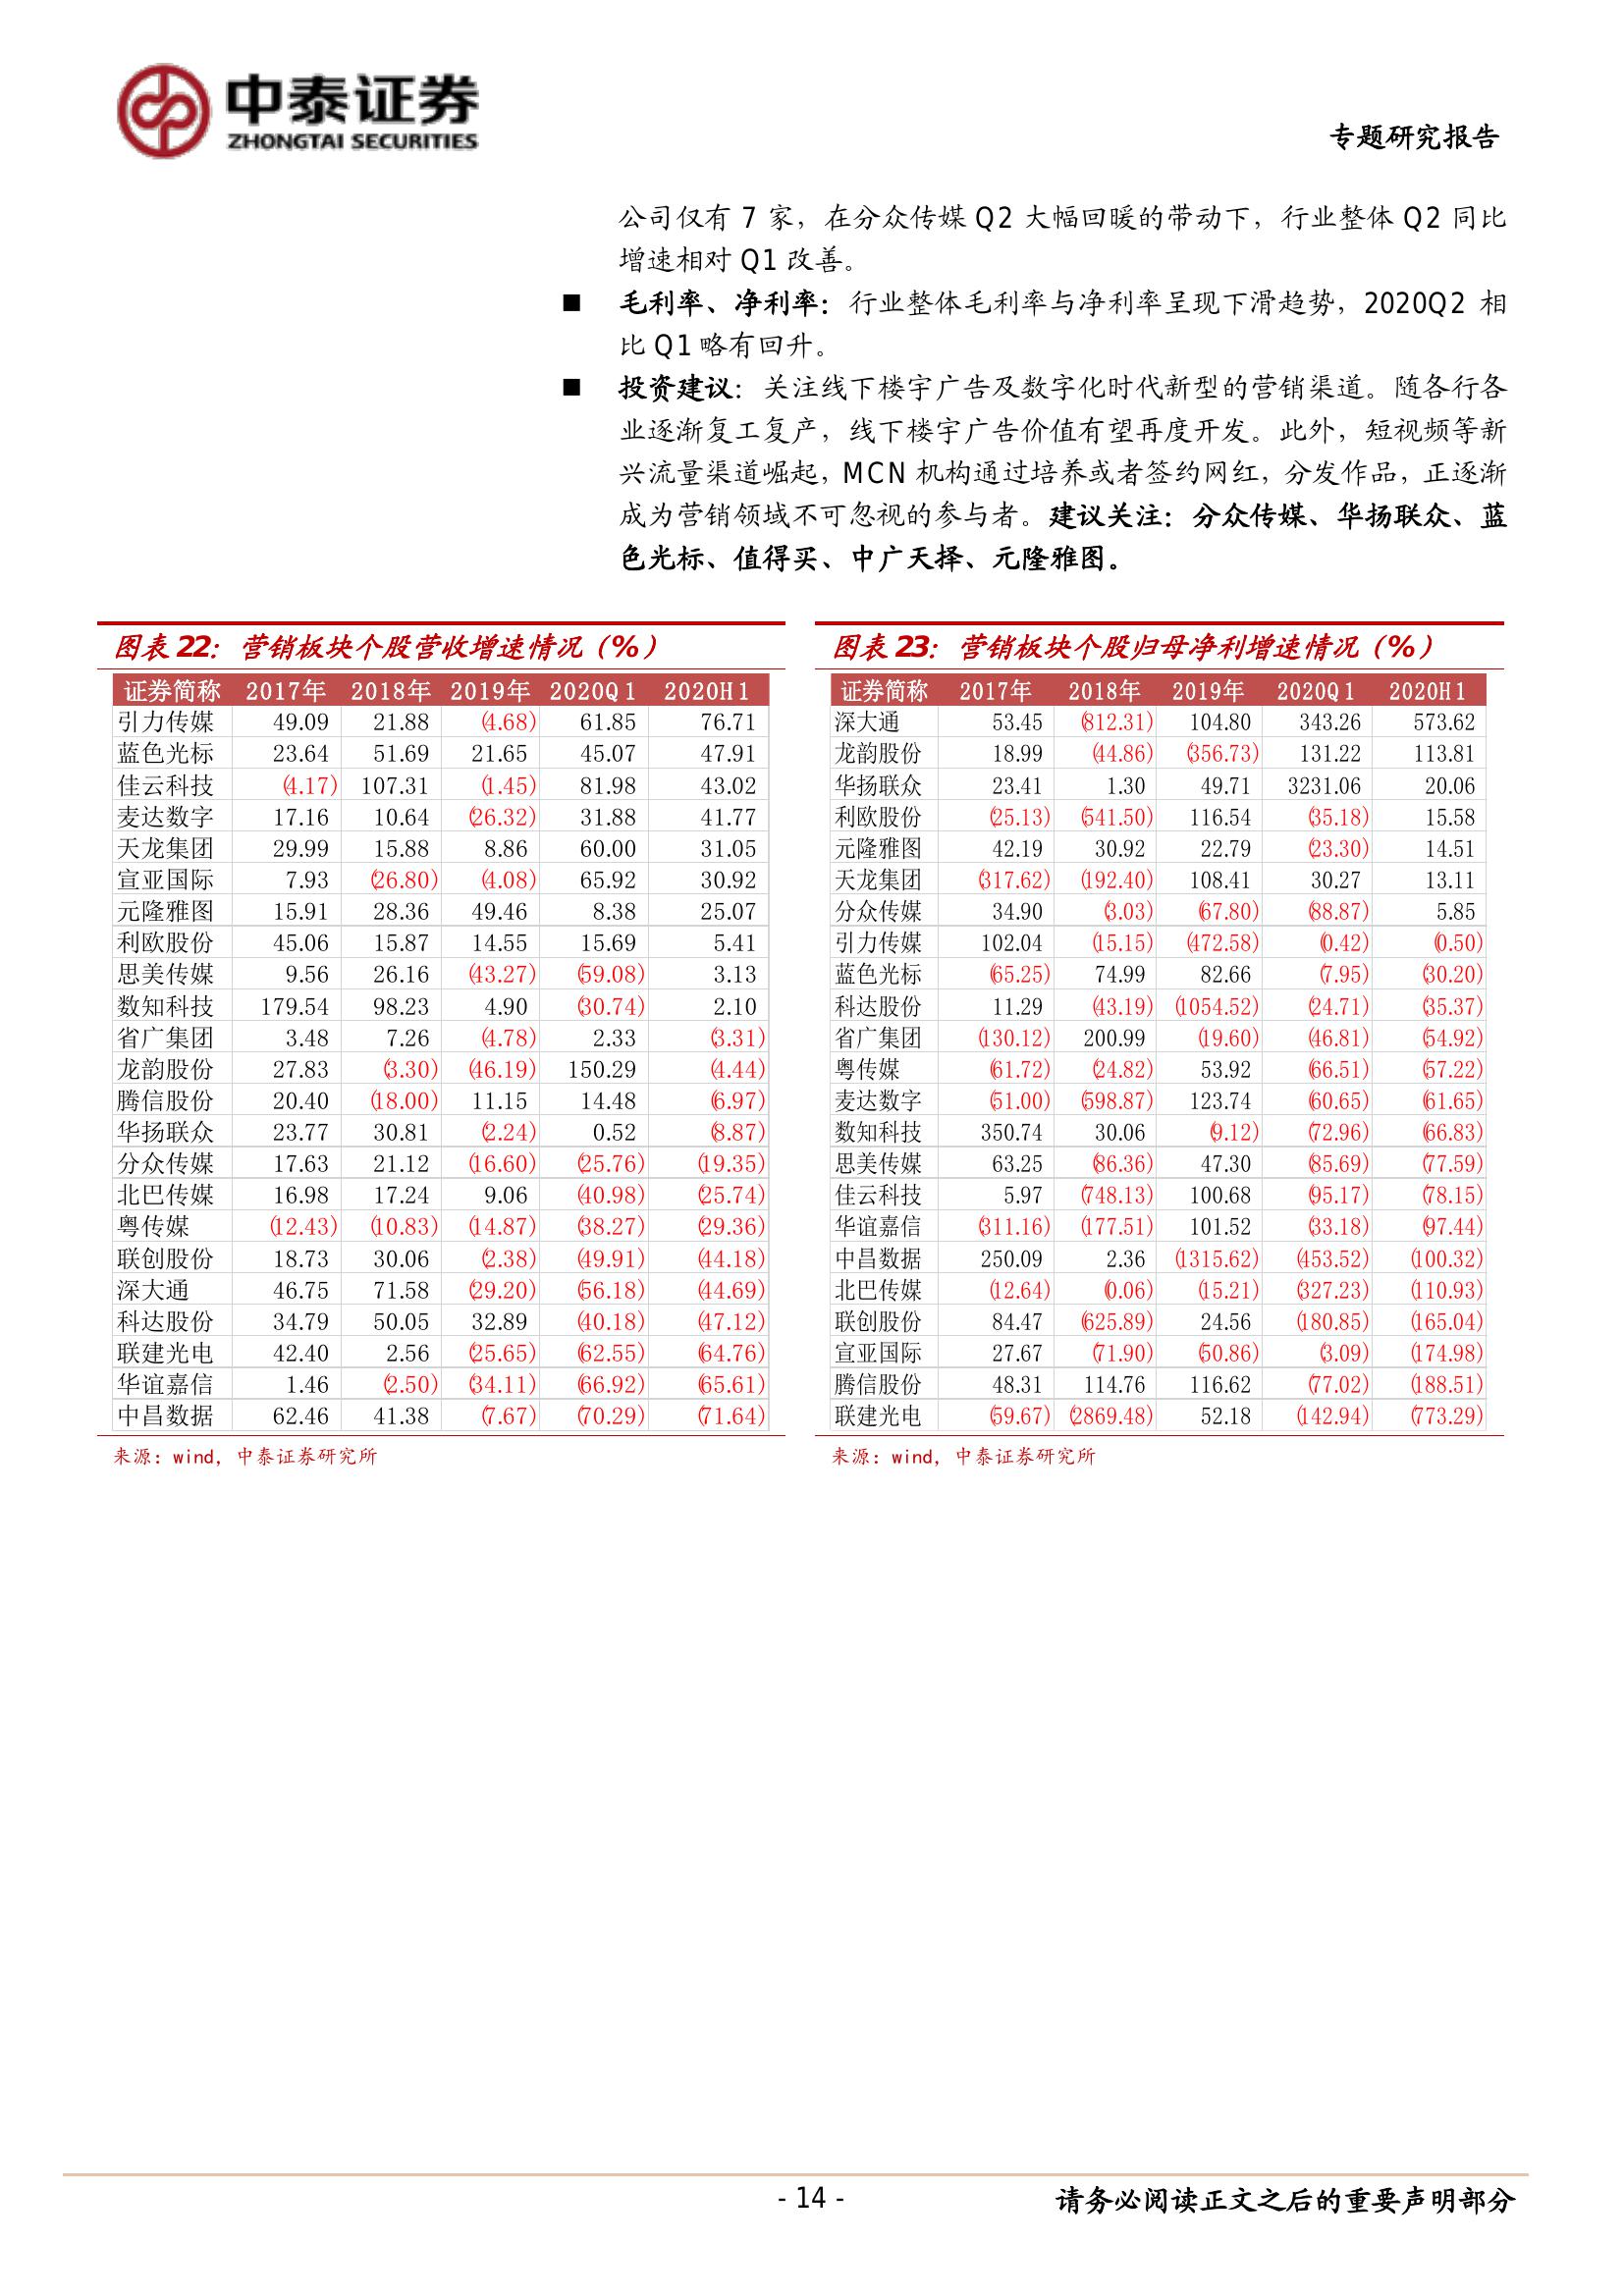 中泰证券
ZHONGTAI SECURITIES
专题研究报告
公司仅有 7 家，在分众传媒 Q2 大幅回暖的带动下，行业整体 Q2 同比
增速相对 Q1 改善。
■ 毛利率、净利率：行业整体毛利率与净利率呈现下滑趋势，2020Q2 相
比 Q1 略有回升。
■ 投资建议：关注线下楼宇广告及数字化时代新型的营销渠道。随各行各
业逐渐复工复产，线下楼宇广告价值有望再度开发。此外，短视频等新
兴流量渠道崛起，MCN 机构通过培养或者签约网红，分发作品，正逐渐
成为营销领域不可忽视的参与者。建议关注：分众传媒、华扬联众、蓝
色光标、值得买、中广天择、元隆雅图。
图表 22：营销板块个股营收增速情况（%）
证券简称 2017年 2018年 2019年 2020Q1 2020H1
引力传媒 49.09 21.88 (4.68) 61.85 76.71
蓝色光标 23.64 51.69 21.65 45.07 47.91
佳云科技 (4.17) 107.31 (1.45) 81.98 43.02
麦达数字 17.16 10.64 (26.32) 31.88 41.77
天龙集团 29.99 15.88 8.86 60.00 31.05
宣亚国际 7.93 (26.80) (4.08) 65.92 30.92
元隆雅图 15.91 28.36 49.46 8.38 25.07
利欧股份 45.06 15.87 14.55 15.69 5.41
思美传媒 9.56 26.16 (43.27) (59.08) 3.13
数知科技 179.54 98.23 4.90 (30.74) 2.10
省广集团 3.48 7.26 (4.78) 2.33 (3.31)
龙韵股份 27.83 (3.30) (46.19) 150.29 (4.44)
腾信股份 20.40 (18.00) 11.15 14.48 (6.97)
华扬联众 23.77 30.81 (2.24) 0.52 (8.87)
分众传媒 17.63 21.12 (16.60) (25.76) (19.35)
北巴传媒 16.98 17.24 9.06 (40.98) (25.74)
粤传媒 (12.43) (10.83) (14.87) (38.27) (29.36)
联创股份 18.73 30.06 (2.38) (49.91) (44.18)
深大通 46.75 71.58 (29.20) (56.18) (44.69)
科达股份 34.79 50.05 32.89 (40.18) (47.12)
联建光电 42.40 2.56 (25.65) (62.55) (64.76)
华谊嘉信 1.46 (2.50) (34.11) (66.92) (65.61)
中昌数据 62.46 41.38 (7.67) (70.29) (71.64)
来源：wind，中泰证券研究所
图表 23：营销板块个股归母净利增速情况（%）
证券简称 2017年 2018年 2019年 2020Q1 2020H1
深大通 53.45 (812.31) 104.80 343.26 573.62
龙韵股份 18.99 (44.86) (356.73) 131.22 113.81
华扬联众 23.41 1.30 49.71 3231.06 20.06
利欧股份 (25.13) (541.50) 116.54 (35.18) 15.58
元隆雅图 42.19 30.92 22.79 (23.30) 14.51
天龙集团 (317.62) (192.40) 108.41 30.27 13.11
分众传媒 34.90 (3.03) (67.80) (88.87) 5.85
引力传媒 102.04 (15.15) (472.58) (0.42) (0.50)
蓝色光标 (65.25) 74.99 82.66 (7.95) (30.20)
科达股份 11.29 (43.19) (1054.52) (24.71) (35.37)
省广集团 (130.12) 200.99 (19.60) (46.81) (54.92)
粤传媒 (61.72) (24.82) 53.92 (66.51) (57.22)
麦达数字 (51.00) (598.87) 123.74 (60.65) (61.65)
数知科技 350.74 30.06 (9.12) (72.96) (66.83)
思美传媒 63.25 (86.36) 47.30 (85.69) (77.59)
佳云科技 5.97 (748.13) 100.68 (95.17) (78.15)
华谊嘉信 (311.16) (177.51) 101.52 (33.18) (97.44)
中昌数据 250.09 2.36 (1315.62) (453.52) (100.32)
北巴传媒 (12.64) (0.06) (15.21) (327.23) (110.93)
联创股份 84.47 (625.89) 24.56 (180.85) (165.04)
宣亚国际 27.67 (71.90) (50.86) (3.09) (174.98)
腾信股份 48.31 114.76 116.62 (77.02) (188.51)
联建光电 (59.67) (2869.48) 52.18 (142.94) (773.29)
来源：wind，中泰证券研究所
- 14 -
请务必阅读正文之后的重要声明部分